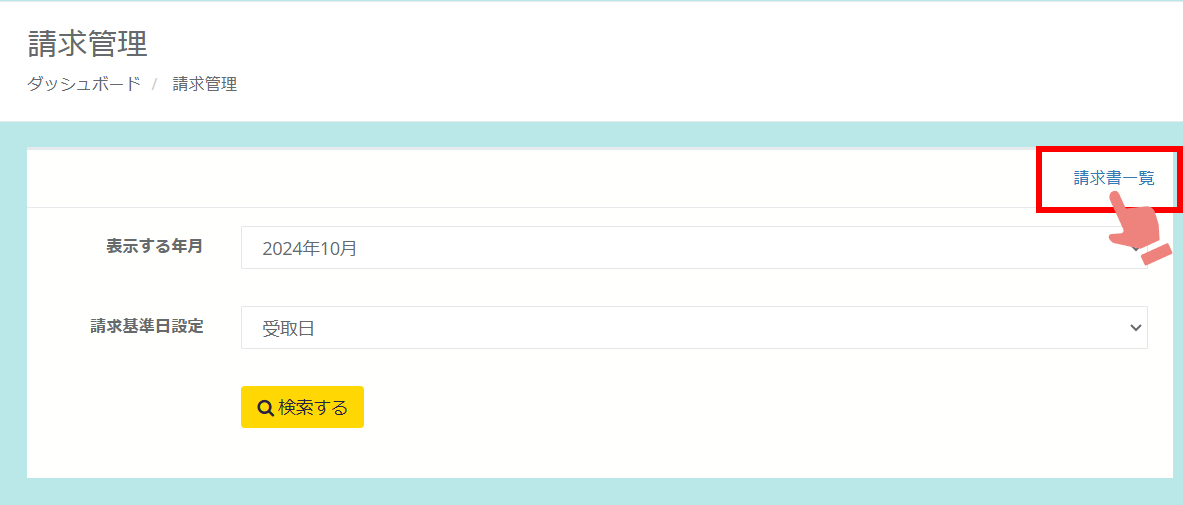 請求管理
ダッシュボード / 請求管理
請求書一覧
表示する年月 2024年10月
請求基準日設定 受取日
検索する